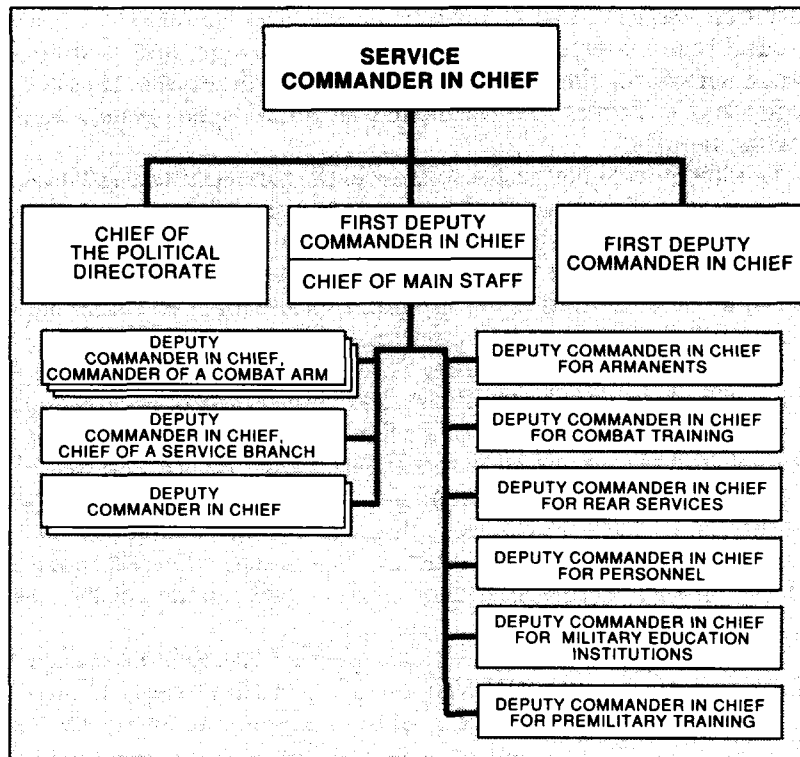 SERVICE
COMMANDER IN CHIEF
CHIEF OF
THE POLITICAL
DIRECTORATE
FIRST DEPUTY
COMMANDER IN CHIEF
CHIEF OF MAIN STAFF
FIRST DEPUTY
COMMANDER IN CHIEF
DEPUTY
COMMANDER IN CHIEF,
COMMANDER OF A COMBAT ARM
DEPUTY
COMMANDER IN CHIEF,
CHIEF OF A SERVICE BRANCH
DEPUTY
COMMANDER IN CHIEF
DEPUTY COMMANDER IN CHIEF
FOR ARMANENTS
DEPUTY COMMANDER IN CHIEF
FOR COMBAT TRAINING
DEPUTY COMMANDER IN CHIEF
FOR REAR SERVICES
DEPUTY COMMANDER IN CHIEF
FOR PERSONNEL
DEPUTY COMMANDER IN CHIEF
FOR MILITARY EDUCATION
INSTITUTIONS
DEPUTY COMMANDER IN CHIEF
FOR PREMILITARY TRAINING